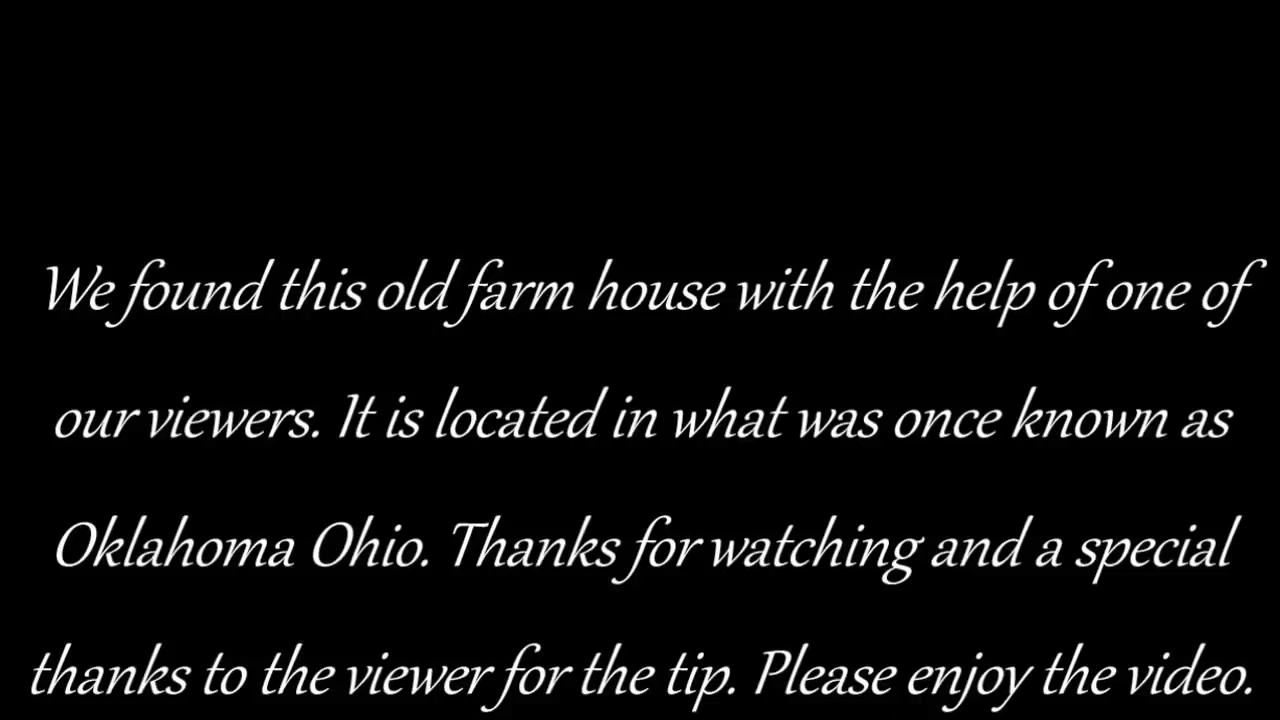 We found this old farm house with the help of one of
our viewers. It is located in what was once known as
Oklahoma Ohio. Thanks for watching and a special
thanks to the viewer for the tip. Please enjoy the video.